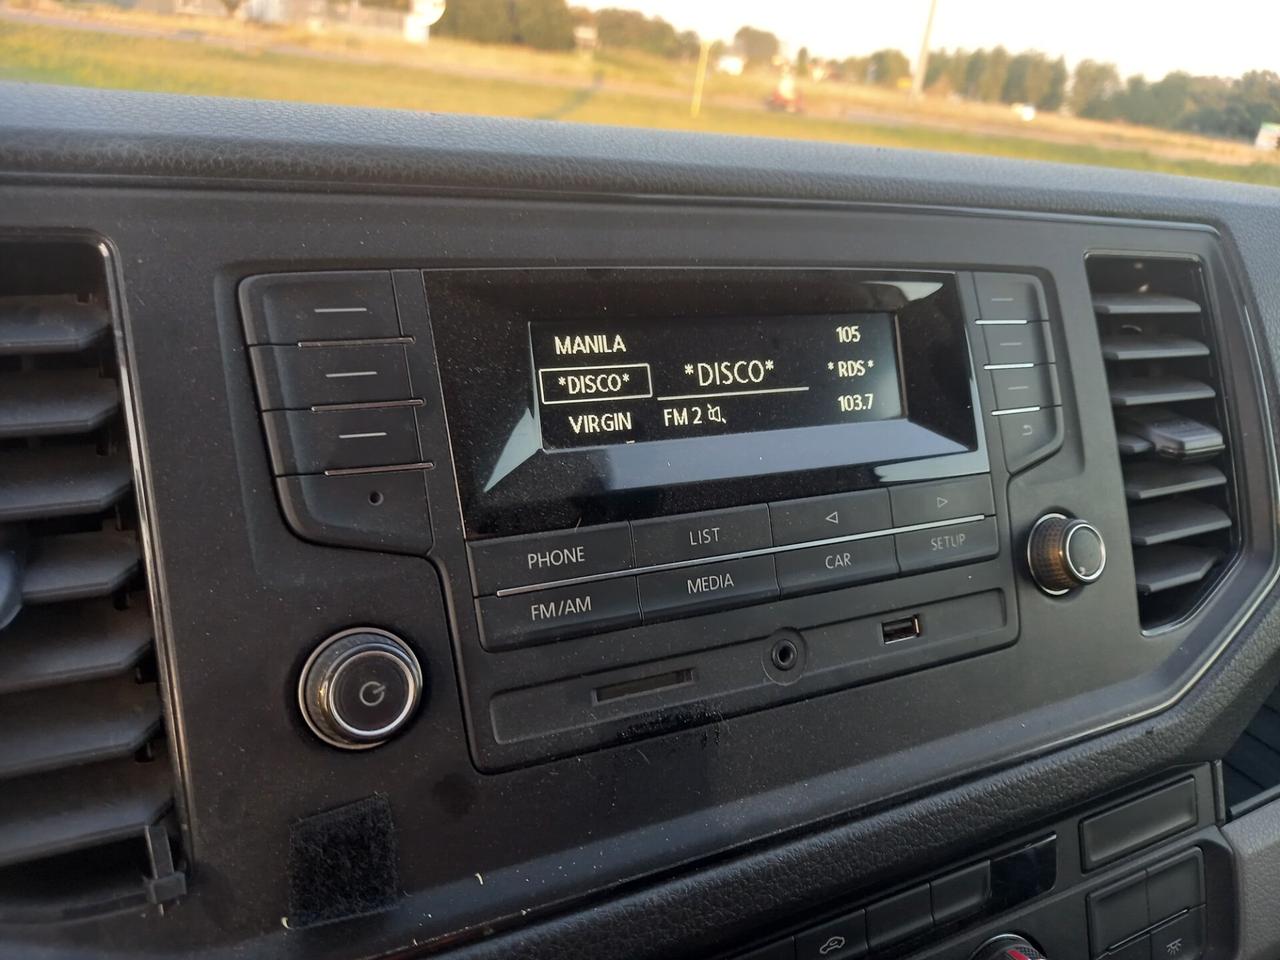 MANILA 105
*DISCO* *DISCO* *RDS*
VIRGIN FM 2 103.7
PHONE LIST
FM/AM MEDIA CAR SETUP